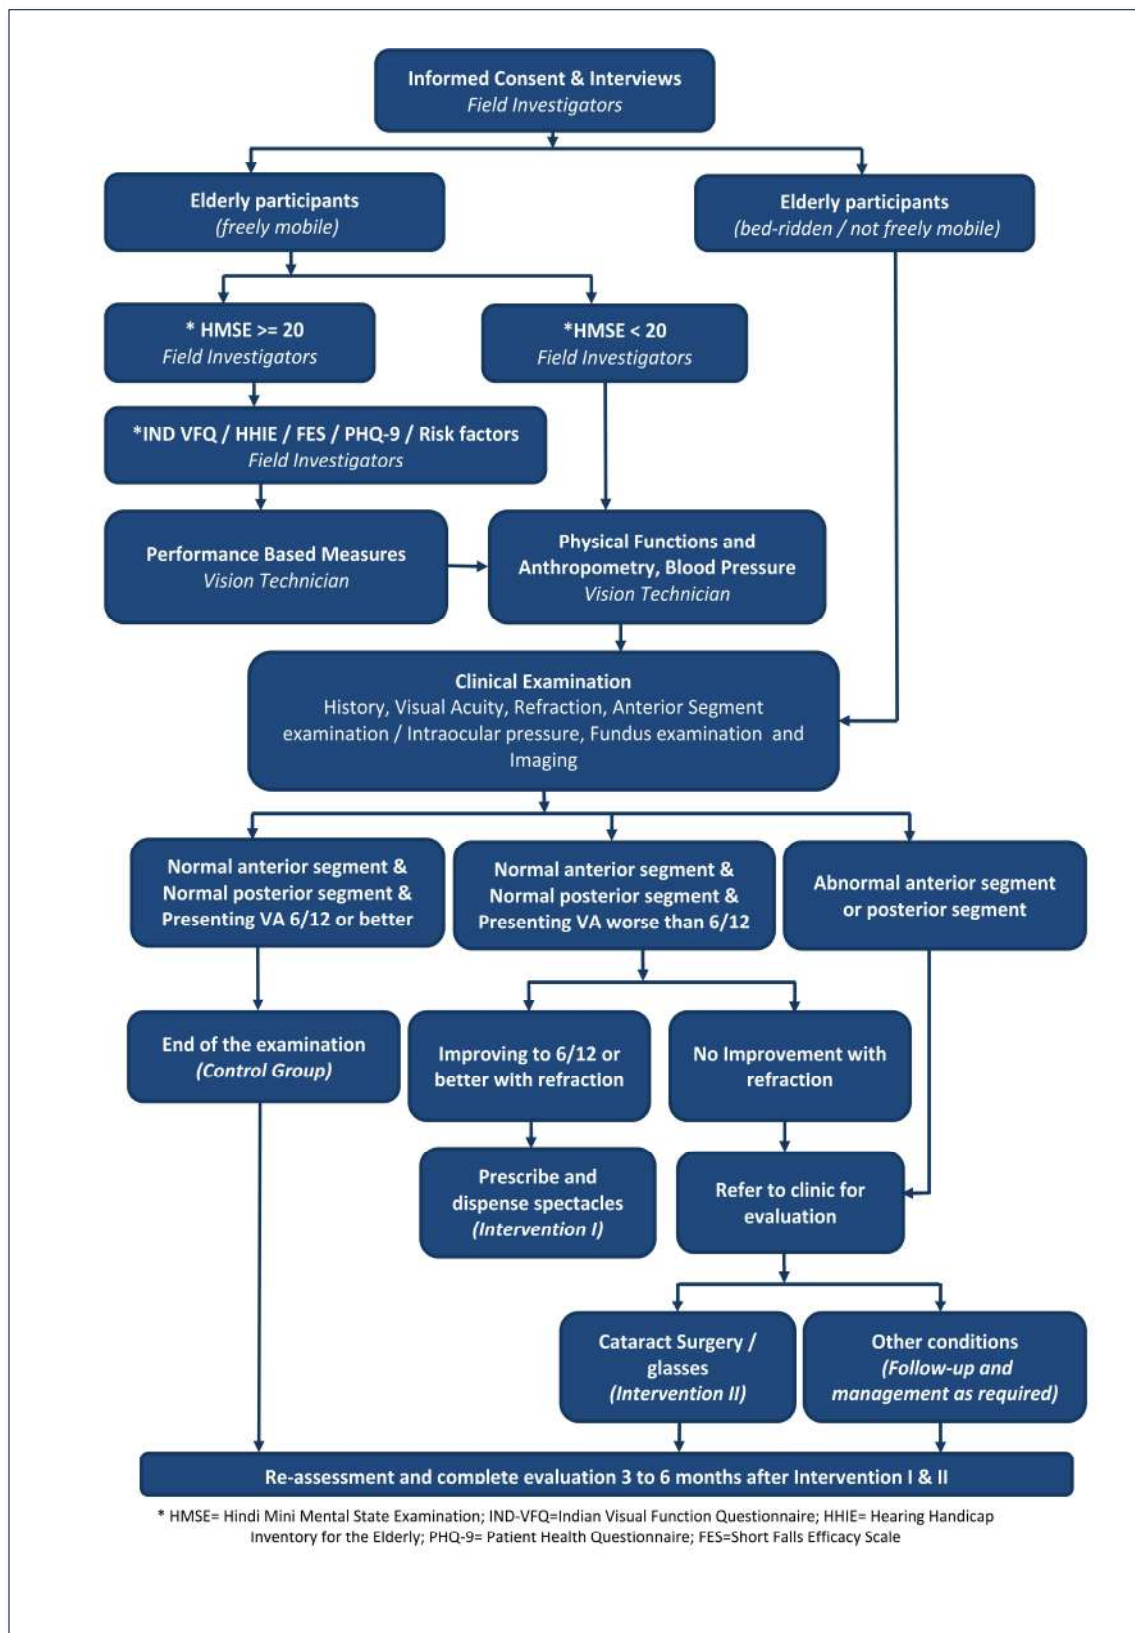 Informed Consent & Interviews
Field Investigators
Elderly participants
(freely mobile)
Elderly participants
(bed-ridden / not freely mobile)
* HMSE >= 20
Field Investigators
*HMSE < 20
Field Investigators
*IND VFQ / HHIE / FES / PHQ-9 / Risk factors
Field Investigators
Performance Based Measures
Vision Technician
Physical Functions and
Anthropometry, Blood Pressure
Vision Technician
Clinical Examination
History, Visual Acuity, Refraction, Anterior Segment
examination / Intraocular pressure, Fundus examination and
Imaging
Normal anterior segment &
Normal posterior segment &
Presenting VA 6/12 or better
Normal anterior segment &
Normal posterior segment &
Presenting VA worse than 6/12
Abnormal anterior segment
or posterior segment
End of the examination
(Control Group)
Improving to 6/12 or
better with refraction
No Improvement with
refraction
Prescribe and
dispense spectacles
(Intervention I)
Refer to clinic for
evaluation
Cataract Surgery /
glasses
(Intervention II)
Other conditions
(Follow-up and
management as required)
Re-assessment and complete evaluation 3 to 6 months after Intervention I & II
* HMSE= Hindi Mini Mental State Examination; IND-VFQ=Indian Visual Function Questionnaire; HHIE= Hearing Handicap
Inventory for the Elderly; PHQ-9= Patient Health Questionnaire; FES=Short Falls Efficacy Scale